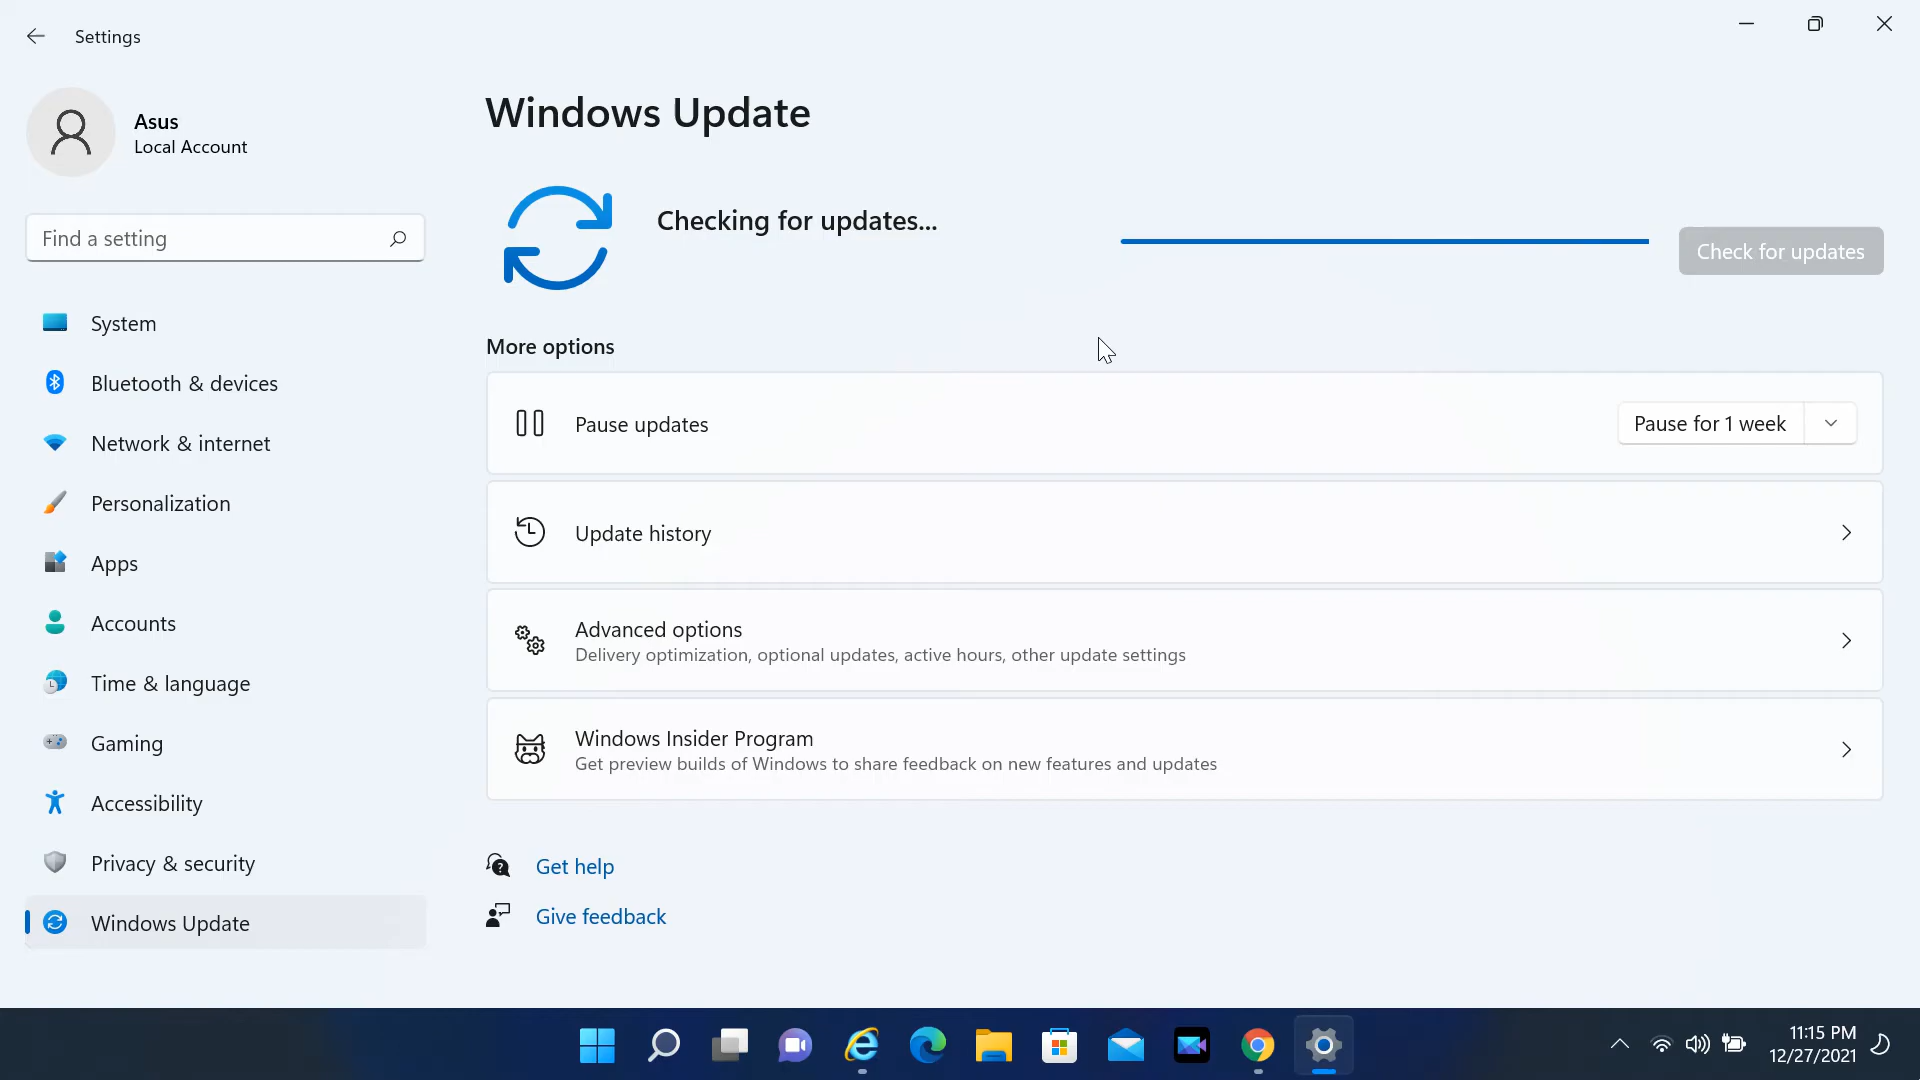 Settings
Asus
Local Account
Find a setting
System
Bluetooth & devices
Network & internet
Personalization
Apps
Accounts
Time & language
Gaming
Accessibility
Privacy & security
Windows Update
Windows Update
Checking for updates...
Check for updates
More options
Pause updates
Pause for 1 week
Update history
Advanced options
Delivery optimization, optional updates, active hours, other update settings
Windows Insider Program
Get preview builds of Windows to share feedback on new features and updates
Get help
Give feedback
11:15 PM
12/27/2021